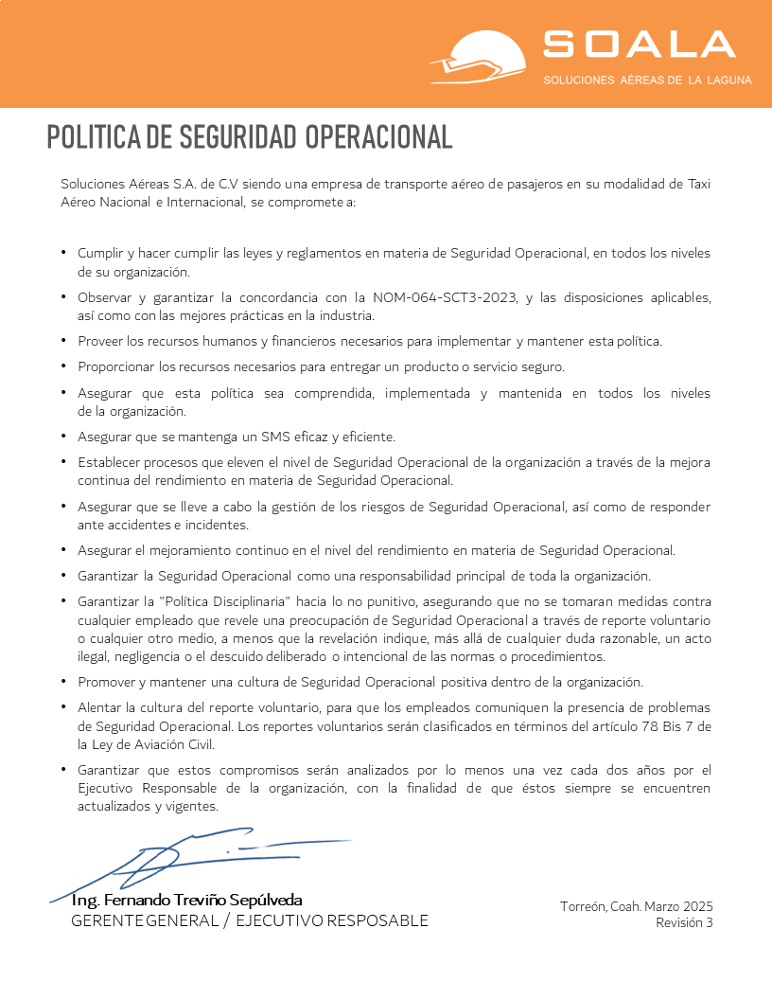 SOALA
SOLUCIONES AÉREAS DE LA LAGUNA
POLITICA DE SEGURIDAD OPERACIONAL
Soluciones Aéreas S.A. de C.V siendo una empresa de transporte aéreo de pasajeros en su modalidad de Taxi
Aéreo Nacional e Internacional, se compromete a:
• Cumplir y hacer cumplir las leyes y reglamentos en materia de Seguridad Operacional, en todos los niveles
de su organización.
• Observar y garantizar la concordancia con la NOM-064-SCT3-2023, y las disposiciones aplicables,
así como con las mejores prácticas en la industria.
• Proveer los recursos humanos y financieros necesarios para implementar y mantener esta política.
• Proporcionar los recursos necesarios para entregar un producto o servicio seguro.
• Asegurar que esta política sea comprendida, implementada y mantenida en todos los niveles
de la organización.
• Asegurar que se mantenga un SMS eficaz y eficiente.
• Establecer procesos que eleven el nivel de Seguridad Operacional de la organización a través de la mejora
continua del rendimiento en materia de Seguridad Operacional.
• Asegurar que se lleve a cabo la gestión de los riesgos de Seguridad Operacional, así como de responder
ante accidentes e incidentes.
• Asegurar el mejoramiento continuo en el nivel del rendimiento en materia de Seguridad Operacional.
• Garantizar la Seguridad Operacional como una responsabilidad principal de toda la organización.
• Garantizar la "Política Disciplinaria" hacia lo no punitivo, asegurando que no se tomaran medidas contra
cualquier empleado que revele una preocupación de Seguridad Operacional a través de reporte voluntario
o cualquier otro medio, a menos que la revelación indique, más allá de cualquier duda razonable, un acto
ilegal, negligencia o el descuido deliberado o intencional de las normas o procedimientos.
• Promover y mantener una cultura de Seguridad Operacional positiva dentro de la organización.
• Alentar la cultura del reporte voluntario, para que los empleados comuniquen la presencia de problemas
de Seguridad Operacional. Los reportes voluntarios serán clasificados en términos del artículo 78 Bis 7 de
la Ley de Aviación Civil.
• Garantizar que estos compromisos serán analizados por lo menos una vez cada dos años por el
Ejecutivo Responsable de la organización, con la finalidad de que éstos siempre se encuentren
actualizados y vigentes.
Ing. Fernando Treviño Sepúlveda
GERENTE GENERAL / EJECUTIVO RESPOSABLE
Torreón, Coah. Marzo 2025
Revisión 3